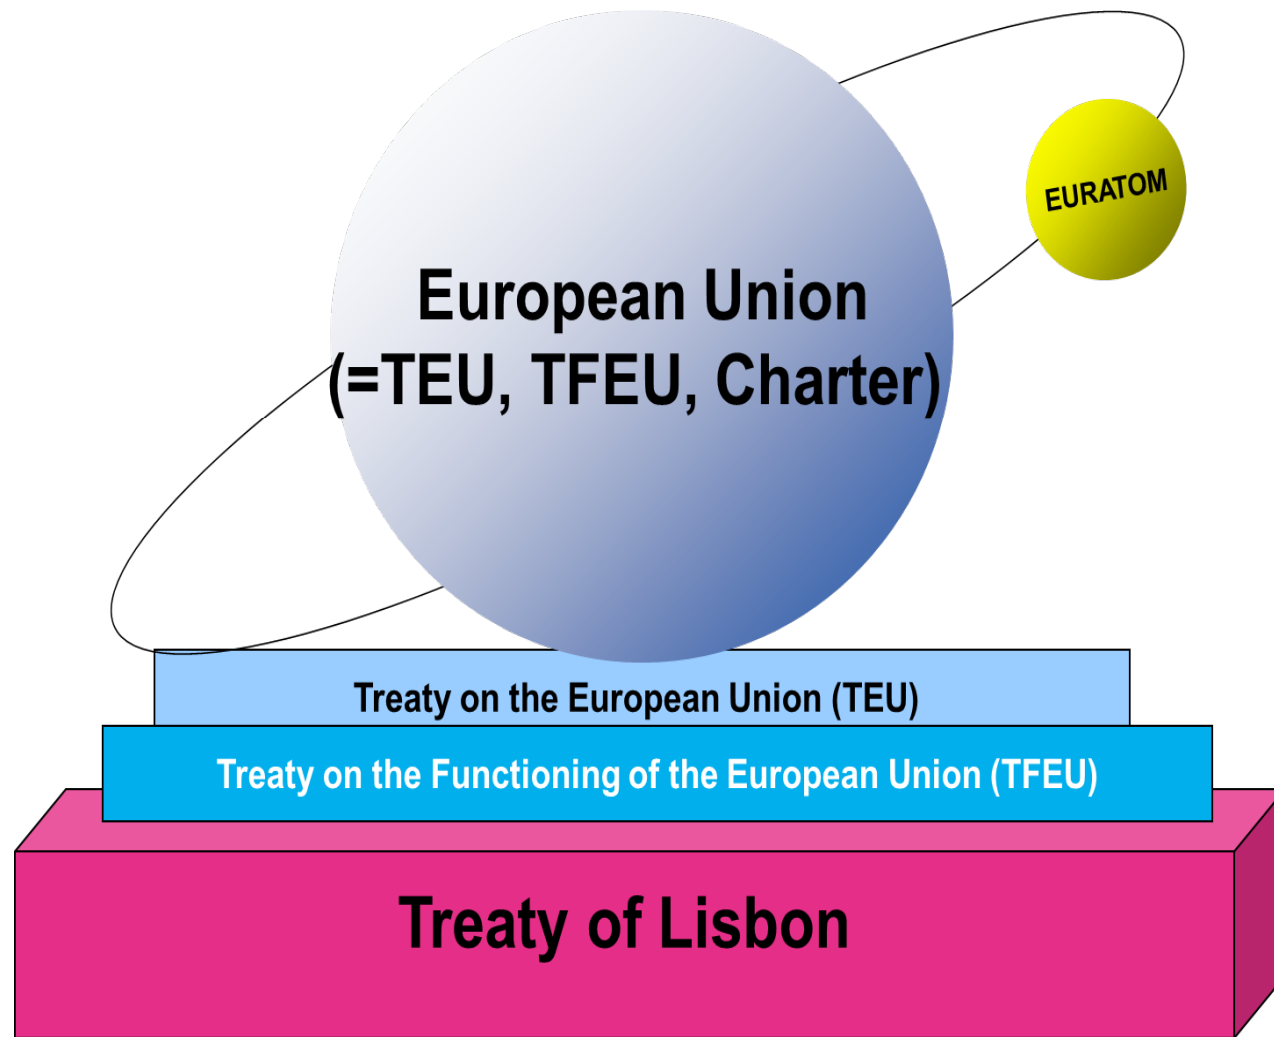 EURATOM
European Union
(=TEU, TFEU, Charter)
Treaty on the European Union (TEU)
Treaty on the Functioning of the European Union (TFEU)
Treaty of Lisbon